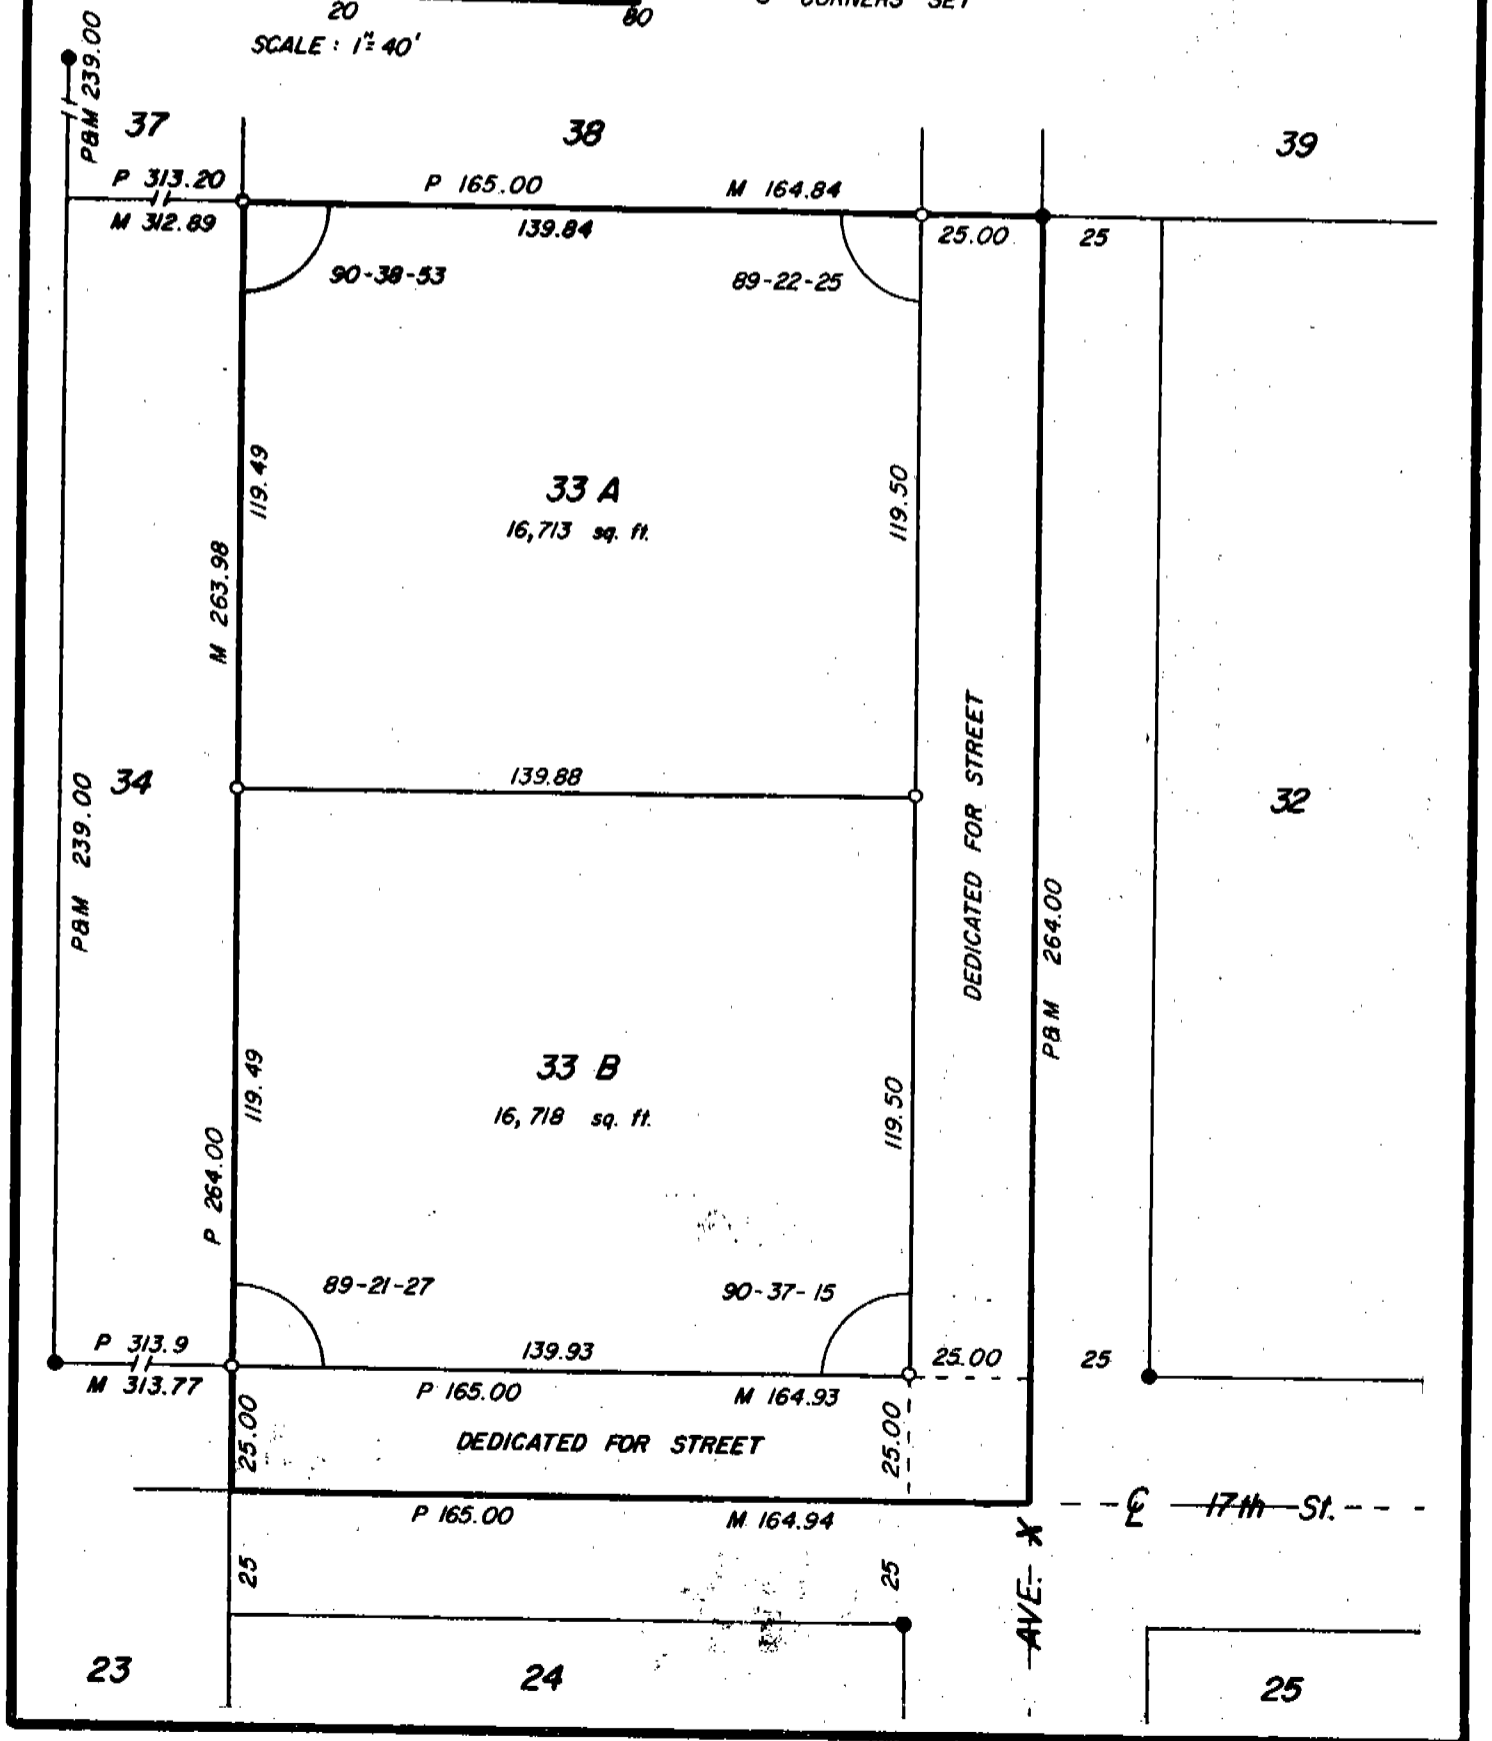 20
80
CORNERS SET
SCALE : 1"= 40'
P&M 239.00
37
38
39
P 313.20
P 165.00
M 164.84
M 312.89
139.84
25.00
25
90-38-53
89-22-25
119.49
119.50
33 A
16,713 sq. ft.
M 263.98
DEDICATED FOR STREET
139.88
34
32
P&M 239.00
P&M 264.00
33 B
119.49
119.50
16,718 sq. ft.
P 264.00
89-21-27
90-37-15
P 313.9
139.93
25.00
25
M 313.77
P 165.00
M 164.93
25.00
25.00
DEDICATED FOR STREET
P 165.00
M 164.94
℄ 17th St.
AVE. X
25
25
23
24
25